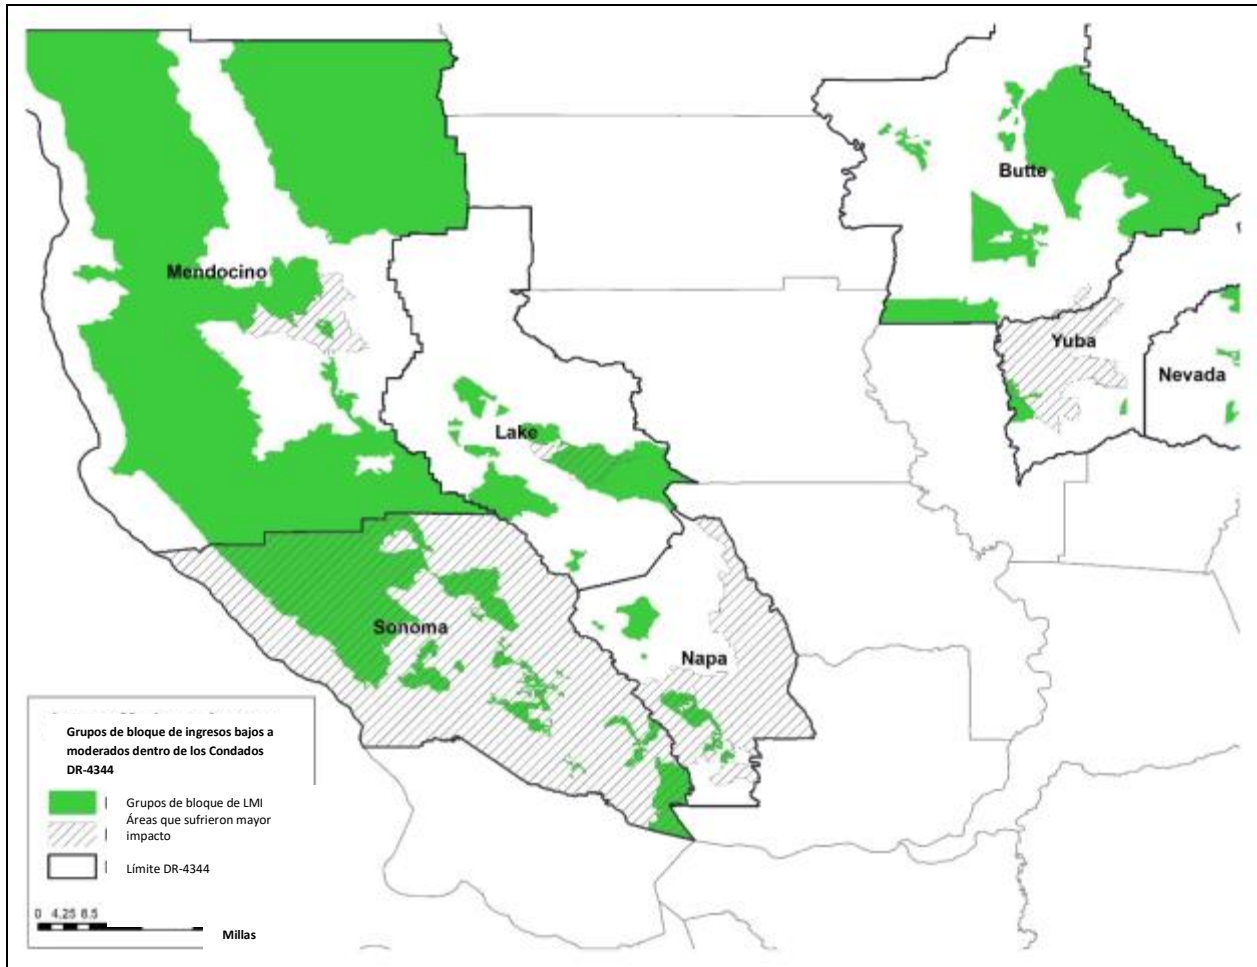 Butte
Mendocino
Yuba
Nevada
Lake
Sonoma
Napa
Grupos de bloque de ingresos bajos a
moderados dentro de los Condados
DR-4344
Grupos de bloque de LMI
Áreas que sufrieron mayor
impacto
Límite DR-4344
0 4.25 8.5
Millas